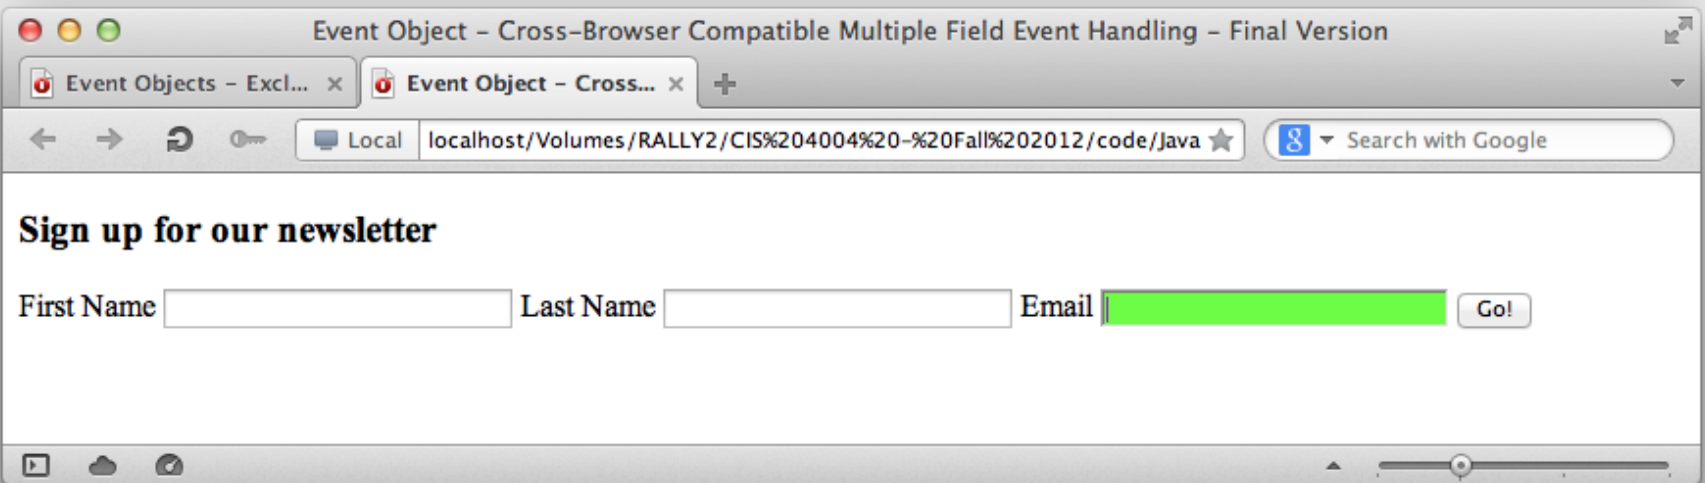 Event Object – Cross-Browser Compatible Multiple Field Event Handling – Final Version
Event Objects – Excl... Event Object – Cross...
Local localhost/Volumes/RALLY2/CIS%204004%20-%20Fall%202012/code/Java 8 Search with Google
Sign up for our newsletter
First Name Last Name Email Go!